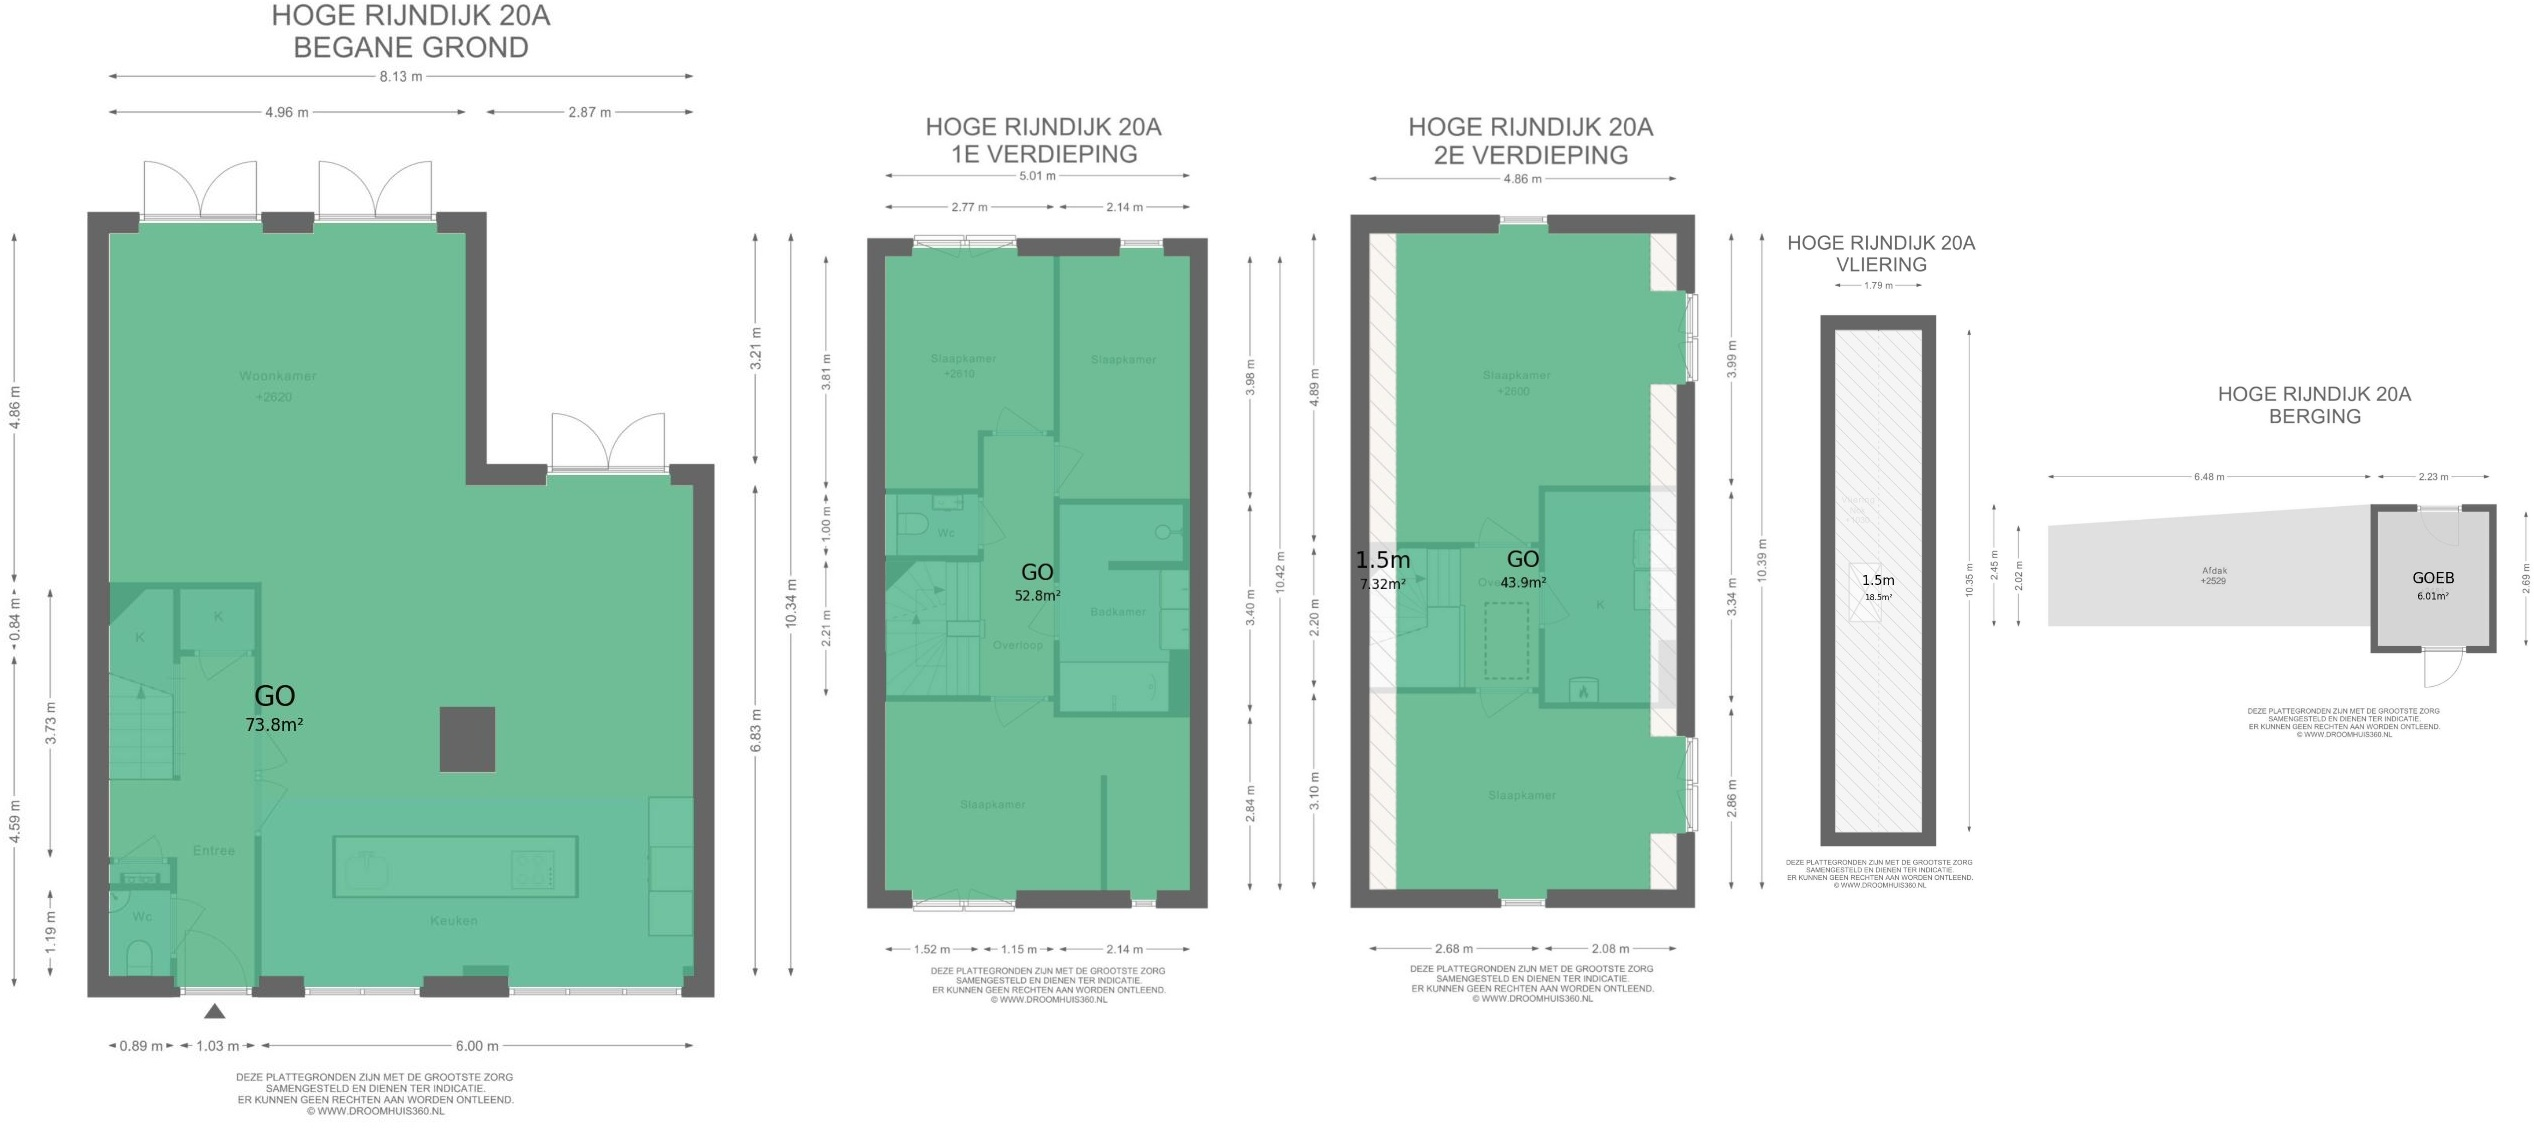 HOGE RIJNDIJK 20A
BEGANE GROND
8.13 m
4.96 m
2.87 m
4.86 m
0.84 m
4.59 m
3.73 m
1.19 m
Woonkamer
+2620
K
K
GO
73.8m²
Entree
Wc
Keuken
3.21 m
6.83 m
10.34 m
0.89 m
1.03 m
6.00 m
DEZE PLATTEGRONDEN ZIJN MET DE GROOTSTE ZORG
SAMENGESTELD EN DIENEN TER INDICATIE.
ER KUNNEN GEEN RECHTEN AAN WORDEN ONTLEEND.
© WWW.DROOMHUIS360.NL
HOGE RIJNDIJK 20A
1E VERDIEPING
5.01 m
2.77 m
2.14 m
3.81 m
1.00 m
2.21 m
Slaapkamer
+2610
Slaapkamer
Wc
GO
52.8m²
Badkamer
Overloop
Slaapkamer
3.98 m
3.40 m
2.84 m
10.42 m
1.52 m
1.15 m
2.14 m
DEZE PLATTEGRONDEN ZIJN MET DE GROOTSTE ZORG
SAMENGESTELD EN DIENEN TER INDICATIE.
ER KUNNEN GEEN RECHTEN AAN WORDEN ONTLEEND.
© WWW.DROOMHUIS360.NL
HOGE RIJNDIJK 20A
2E VERDIEPING
4.86 m
4.89 m
2.20 m
3.10 m
Slaapkamer
+2600
1.5m
7.32m²
GO
43.9m²
K
Slaapkamer
3.99 m
3.34 m
2.86 m
10.39 m
2.68 m
2.08 m
DEZE PLATTEGRONDEN ZIJN MET DE GROOTSTE ZORG
SAMENGESTELD EN DIENEN TER INDICATIE.
ER KUNNEN GEEN RECHTEN AAN WORDEN ONTLEEND.
© WWW.DROOMHUIS360.NL
HOGE RIJNDIJK 20A
VLIERING
1.79 m
Vliering
1.5m
18.5m²
10.35 m
DEZE PLATTEGRONDEN ZIJN MET DE GROOTSTE ZORG
SAMENGESTELD EN DIENEN TER INDICATIE.
ER KUNNEN GEEN RECHTEN AAN WORDEN ONTLEEND.
© WWW.DROOMHUIS360.NL
HOGE RIJNDIJK 20A
BERGING
6.48 m
2.23 m
2.45 m
2.02 m
Afdak
+2529
GOEB
6.01m²
2.69 m
DEZE PLATTEGRONDEN ZIJN MET DE GROOTSTE ZORG
SAMENGESTELD EN DIENEN TER INDICATIE.
ER KUNNEN GEEN RECHTEN AAN WORDEN ONTLEEND.
© WWW.DROOMHUIS360.NL